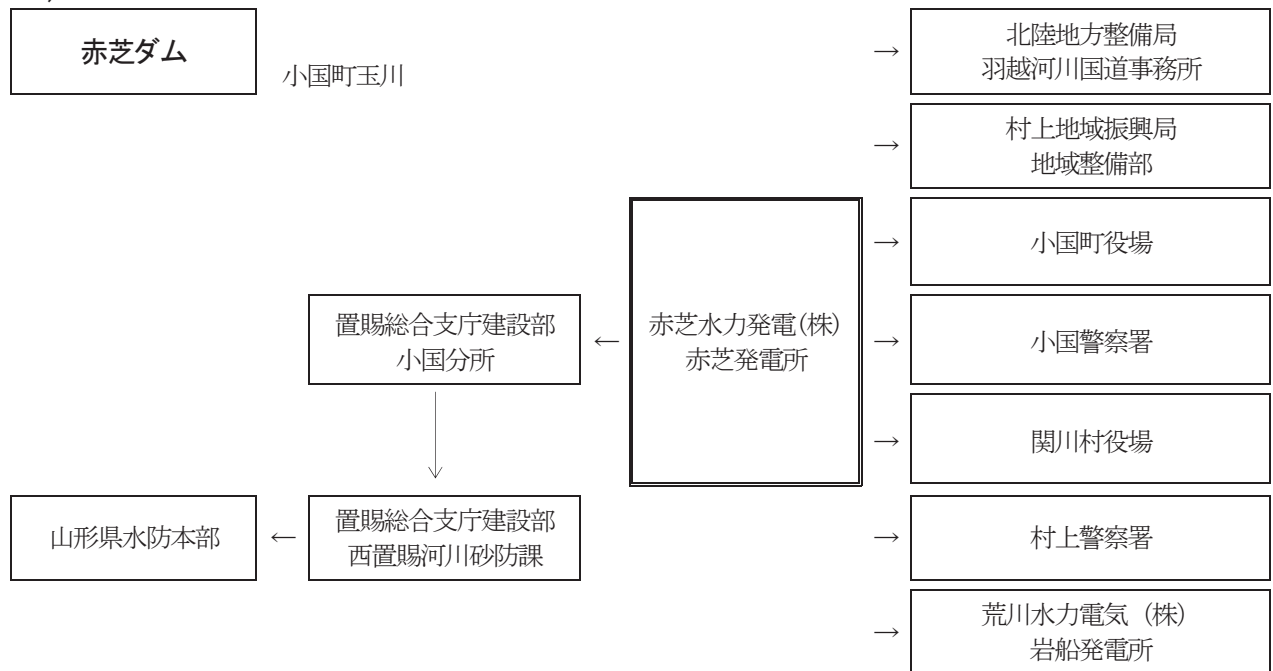 赤芝ダム
小国町玉川
→
北陸地方整備局
羽越河川国道事務所
→
村上地域振興局
地域整備部
→
小国町役場
置賜総合支庁建設部
小国分所
←
赤芝水力発電(株)
赤芝発電所
→
小国警察署
→
関川村役場
山形県水防本部
←
置賜総合支庁建設部
西置賜河川砂防課
→
村上警察署
→
荒川水力電気（株）
岩船発電所